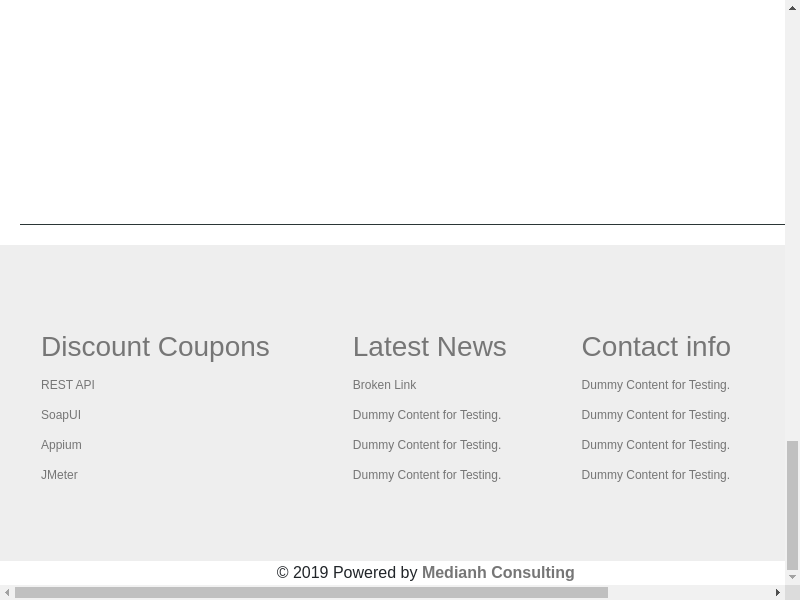 Discount Coupons
REST API
SoapUI
Appium
JMeter
Latest News
Broken Link
Dummy Content for Testing.
Dummy Content for Testing.
Dummy Content for Testing.
Contact info
Dummy Content for Testing.
Dummy Content for Testing.
Dummy Content for Testing.
Dummy Content for Testing.
© 2019 Powered by Medianh Consulting